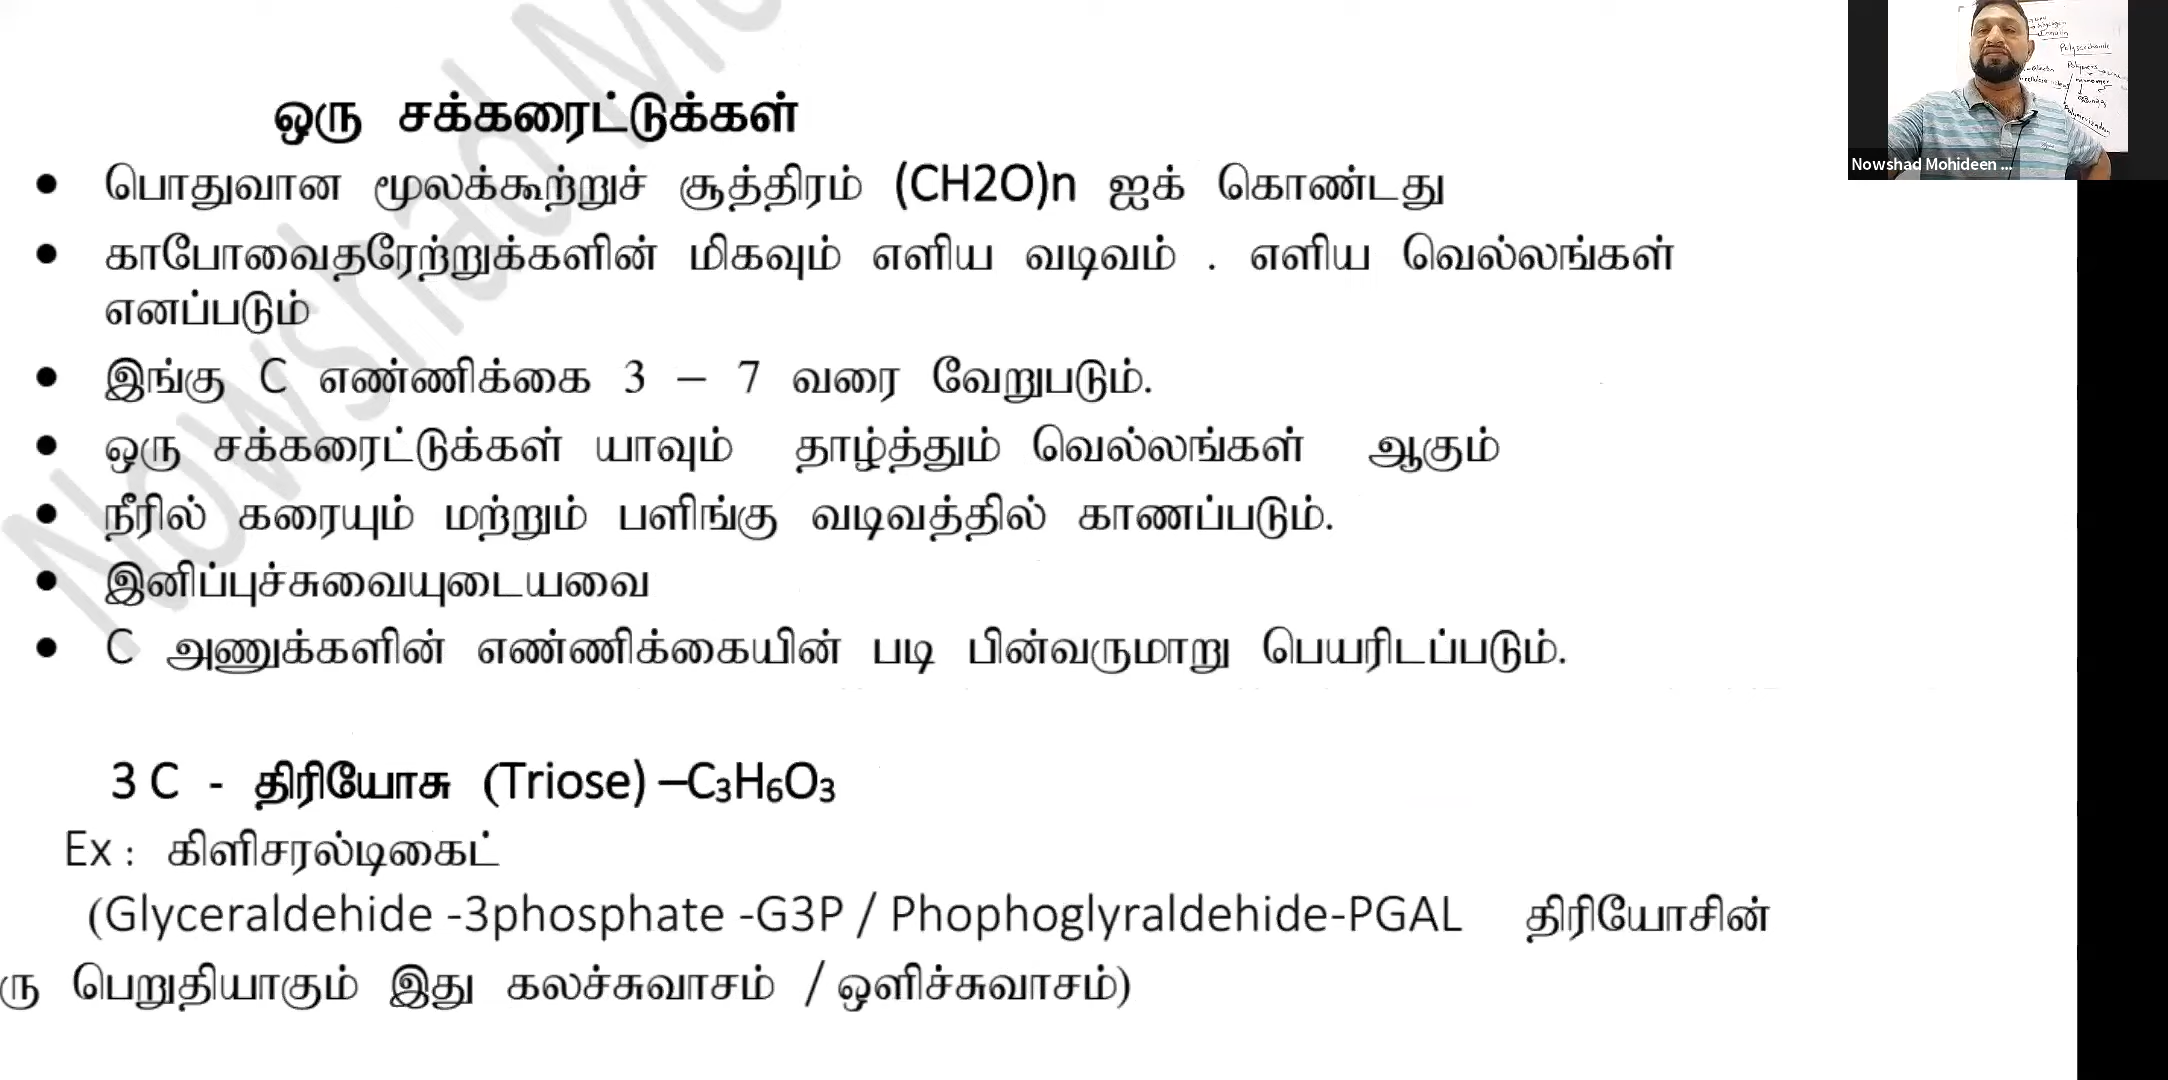 ஒரு சக்கரைட்டுக்கள்
• பொதுவான மூலக்கூற்றுச் சூத்திரம் (CH2O)n ஐக் கொண்டது
• காபோவைதரேற்றுக்களின் மிகவும் எளிய வடிவம் . எளிய வெல்லங்கள்
எனப்படும்
• இங்கு C எண்ணிக்கை 3 – 7 வரை வேறுபடும்.
• ஒரு சக்கரைட்டுக்கள் யாவும் தாழ்த்தும் வெல்லங்கள் ஆகும்
• நீரில் கரையும் மற்றும் பளிங்கு வடிவத்தில் காணப்படும்.
• இனிப்புச்சுவையுடையவை
• C அணுக்களின் எண்ணிக்கையின் படி பின்வருமாறு பெயரிடப்படும்.
3 C - திரியோசு (Triose) –C₃H₆O₃
Ex : கிளிசரல்டிகைட்
(Glyceraldehide -3phosphate -G3P / Phophoglyraldehide-PGAL திரியோசின்
ரு பெறுதியாகும் இது கலச்சுவாசம் / ஒளிச்சுவாசம்)
Nowshad Mohideen ...
Polysaccharide
Nowshad Mo